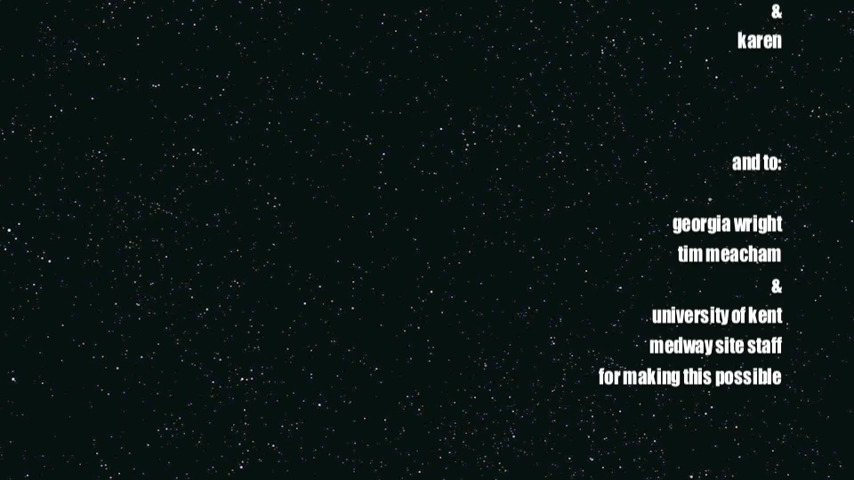 &
karen
and to:
georgia wright
tim meacham
&
university of kent
medway site staff
for making this possible